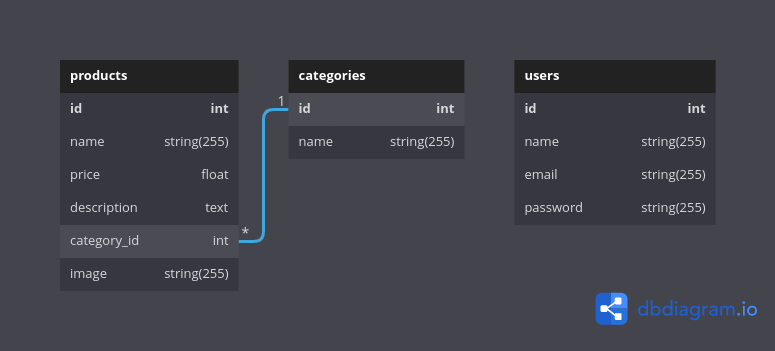 products
id int
name string(255)
price float
description text
category_id int
image string(255)
* 1
categories
id int
name string(255)
users
id int
name string(255)
email string(255)
password string(255)
dbdiagram.io